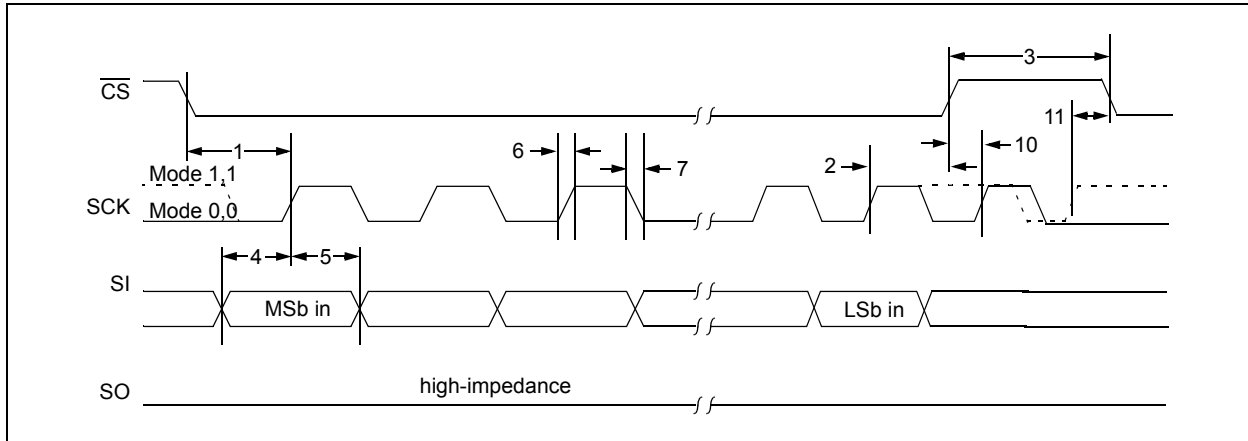 3
CS
11
1
6
10
Mode 1,1
2
7
SCK
Mode 0,0
4
5
SI
MSb in
LSb in
high-impedance
SO